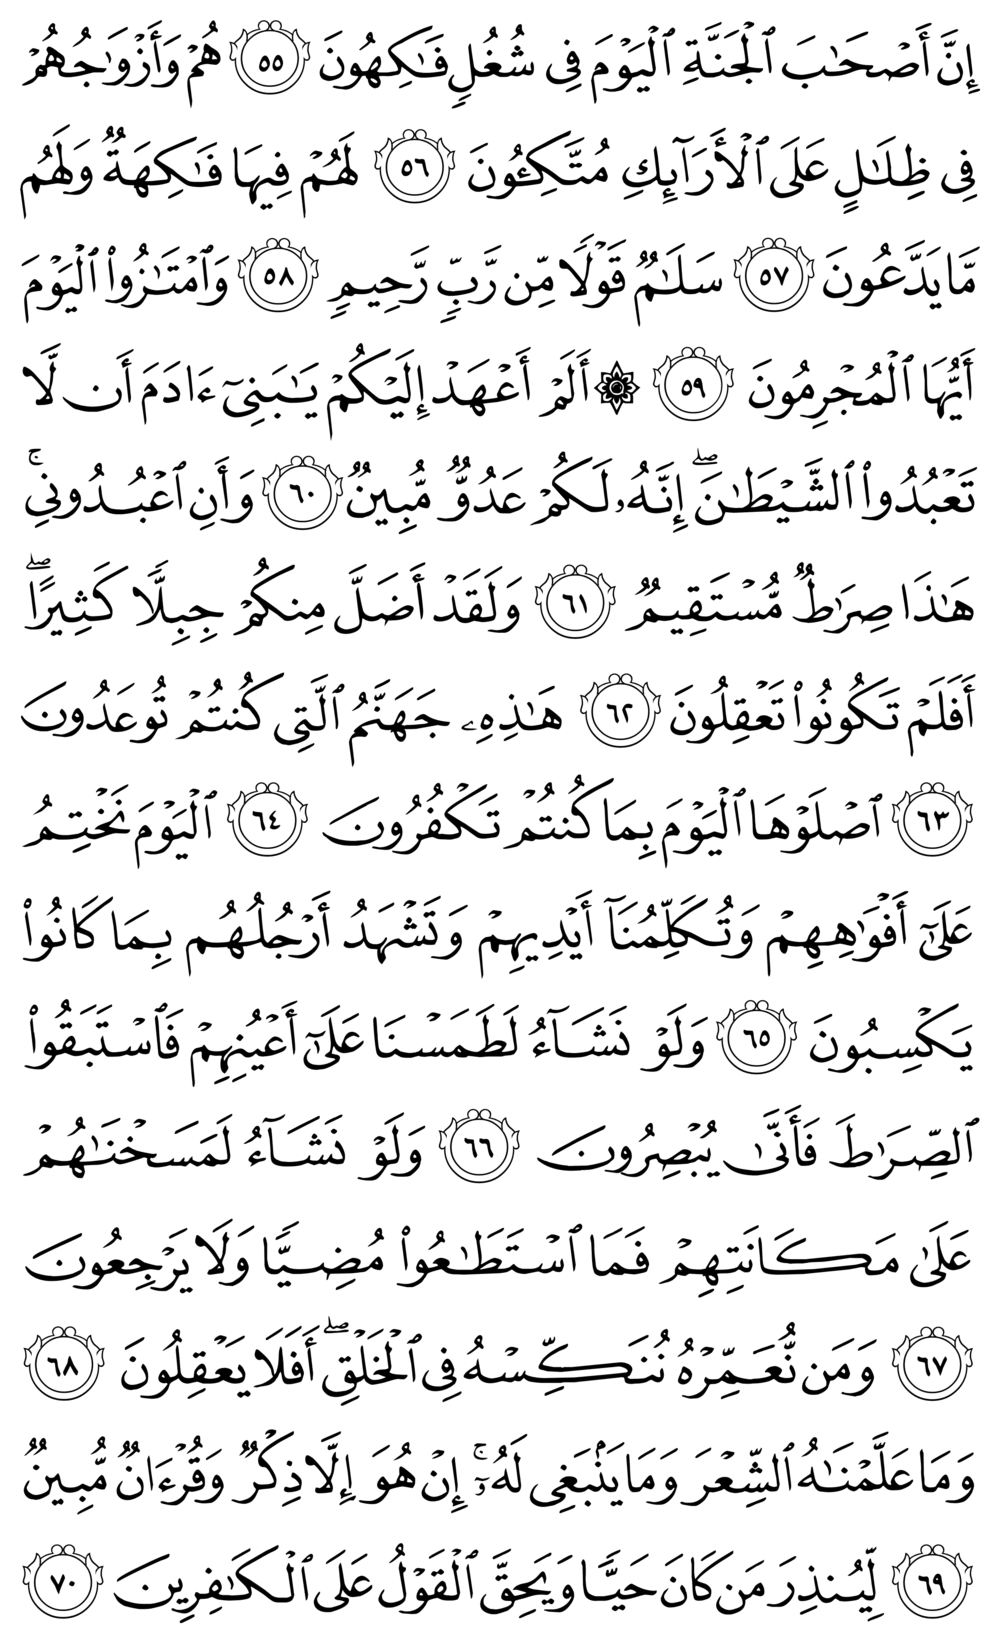 إِنَّ أَصْحَـٰبَ ٱلْجَنَّةِ ٱلْيَوْمَ فِى شُغُلٍ فَـٰكِهُونَ ٥٥ هُمْ وَأَزْوَٰجُهُمْ
فِى ظِلَـٰلٍ عَلَى ٱلْأَرَآئِكِ مُتَّكِـُٔونَ ٥٦ لَهُمْ فِيهَا فَـٰكِهَةٌ وَلَهُم
مَّا يَدَّعُونَ ٥٧ سَلَـٰمٌ قَوْلًا مِّن رَّبٍّ رَّحِيمٍ ٥٨ وَٱمْتَـٰزُوا۟ ٱلْيَوْمَ
أَيُّهَا ٱلْمُجْرِمُونَ ٥٩ ۞ أَلَمْ أَعْهَدْ إِلَيْكُمْ يَـٰبَنِىٓ ءَادَمَ أَن لَّا
تَعْبُدُوا۟ ٱلشَّيْطَـٰنَ ۖ إِنَّهُۥ لَكُمْ عَدُوٌّ مُّبِينٌ ٦٠ وَأَنِ ٱعْبُدُونِى ۚ
هَـٰذَا صِرَٰطٌ مُّسْتَقِيمٌ ٦١ وَلَقَدْ أَضَلَّ مِنكُمْ جِبِلًّا كَثِيرًا ۖ
أَفَلَمْ تَكُونُوا۟ تَعْقِلُونَ ٦٢ هَـٰذِهِۦ جَهَنَّمُ ٱلَّتِى كُنتُمْ تُوعَدُونَ
٦٣ ٱصْلَوْهَا ٱلْيَوْمَ بِمَا كُنتُمْ تَكْفُرُونَ ٦٤ ٱلْيَوْمَ نَخْتِمُ
عَلَىٰٓ أَفْوَٰهِهِمْ وَتُكَلِّمُنَآ أَيْدِيهِمْ وَتَشْهَدُ أَرْجُلُهُم بِمَا كَانُوا۟
يَكْسِبُونَ ٦٥ وَلَوْ نَشَآءُ لَطَمَسْنَا عَلَىٰٓ أَعْيُنِهِمْ فَٱسْتَبَقُوا۟
ٱلصِّرَٰطَ فَأَنَّىٰ يُبْصِرُونَ ٦٦ وَلَوْ نَشَآءُ لَمَسَخْنَـٰهُمْ
عَلَىٰ مَكَانَتِهِمْ فَمَا ٱسْتَطَـٰعُوا۟ مُضِيًّا وَلَا يَرْجِعُونَ
٦٧ وَمَن نُّعَمِّرْهُ نُنَكِّسْهُ فِى ٱلْخَلْقِ ۖ أَفَلَا يَعْقِلُونَ ٦٨
وَمَا عَلَّمْنَـٰهُ ٱلشِّعْرَ وَمَا يَنۢبَغِى لَهُۥٓ ۚ إِنْ هُوَ إِلَّا ذِكْرٌ وَقُرْءَانٌ مُّبِينٌ
٦٩ لِّيُنذِرَ مَن كَانَ حَيًّا وَيَحِقَّ ٱلْقَوْلُ عَلَى ٱلْكَـٰفِرِينَ ٧٠